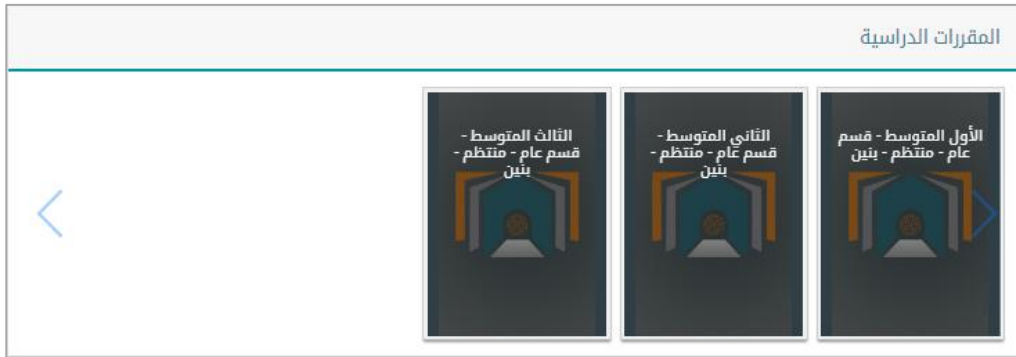 المقررات الدراسية
الأول المتوسط - قسم
عام - منتظم - بنين
الثاني المتوسط -
قسم عام - منتظم -
بنين
الثالث المتوسط -
قسم عام - منتظم -
بنين